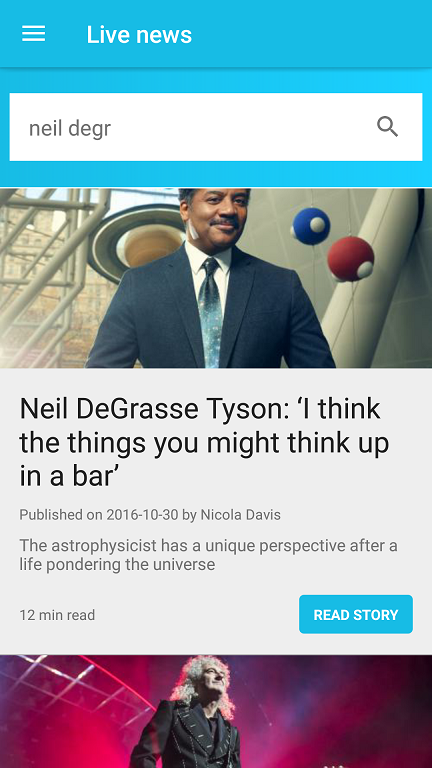 Live news
neil degr
Neil DeGrasse Tyson: ‘I think
the things you might think up
in a bar’
Published on 2016-10-30 by Nicola Davis
The astrophysicist has a unique perspective after a
life pondering the universe
12 min read
READ STORY